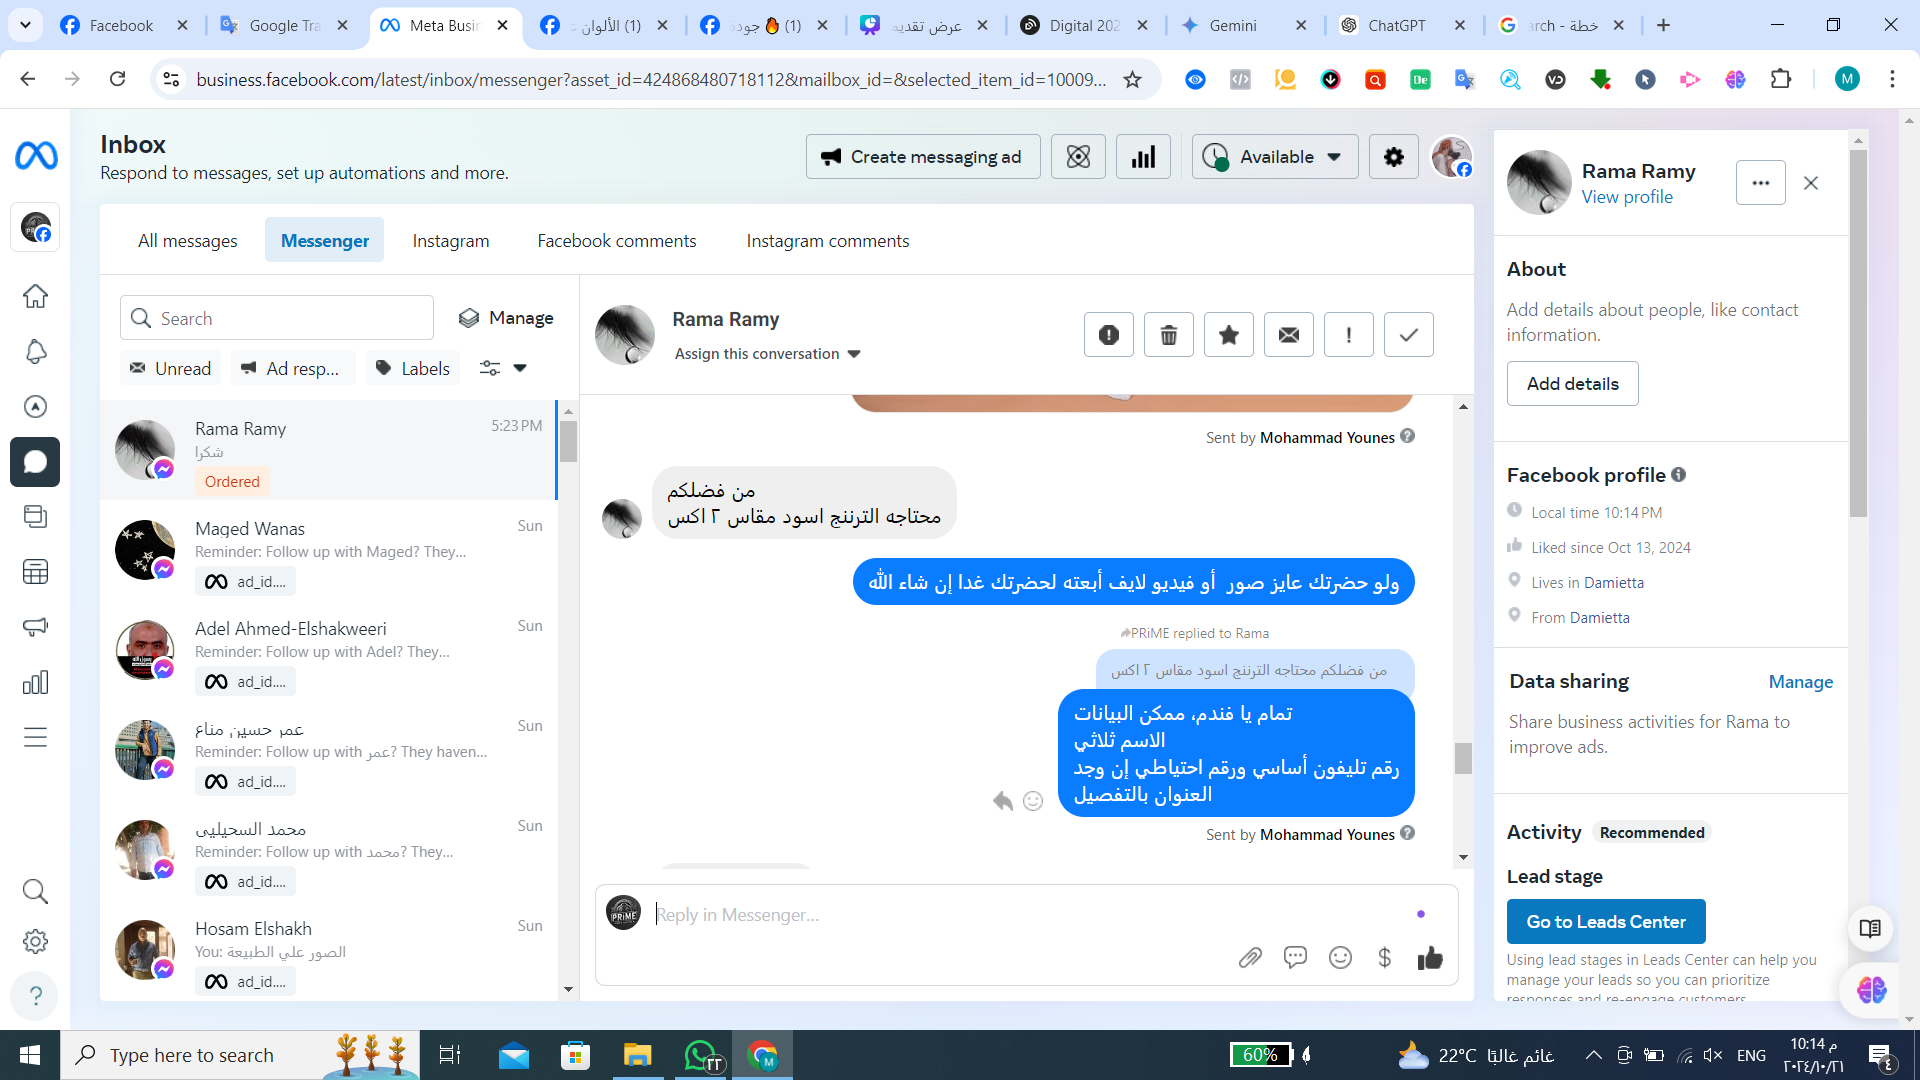 Facebook
Google Tra
Meta Busin
(1) الألوان
(1) 🔥 جودة
عرض تقديم
Digital 202
Gemini
ChatGPT
خطة - arch
business.facebook.com/latest/inbox/messenger?asset_id=424868480718112&mailbox_id=&selected_item_id=10009...
M
Inbox
Respond to messages, set up automations and more.
Create messaging ad
Available
All messages
Messenger
Instagram
Facebook comments
Instagram comments
Search
Manage
Unread
Ad resp...
Labels
Rama Ramy
5:23 PM
شكرا
Ordered
Maged Wanas
Sun
Reminder: Follow up with Maged? They...
ad_id....
Adel Ahmed-Elshakweeri
Sun
Reminder: Follow up with Adel? They...
ad_id....
عمر حسين مناع
Sun
Reminder: Follow up with عمر? They haven...
ad_id....
محمد السحيليى
Sun
Reminder: Follow up with محمد? They...
ad_id....
Hosam Elshakh
Sun
You: الصور علي الطبيعة
ad_id....
Rama Ramy
Assign this conversation
Sent by Mohammad Younes
من فضلكم
محتاجه الترننج اسود مقاس ٢ اكس
ولو حضرتك عايز صور أو فيديو لايف أبعته لحضرتك غدا إن شاء الله
PRiME replied to Rama
من فضلكم محتاجه الترننج اسود مقاس ٢ اكس
تمام يا فندم، ممكن البيانات
الاسم ثلاثي
رقم تليفون أساسي ورقم احتياطي إن وجد
العنوان بالتفصيل
Sent by Mohammad Younes
PRiME
Reply in Messenger...
Rama Ramy
View profile
About
Add details about people, like contact
information.
Add details
Facebook profile
Local time 10:14 PM
Liked since Oct 13, 2024
Lives in Damietta
From Damietta
Data sharing
Manage
Share business activities for Rama to
improve ads.
Activity
Recommended
Lead stage
Go to Leads Center
Using lead stages in Leads Center can help you
manage your leads so you can prioritize
responses and re-engage customers
Type here to search
٢٣
60%
22°C
غائم غالبًا
ENG
10:14 م
٢٠٢٤/١٠/٢١
٤